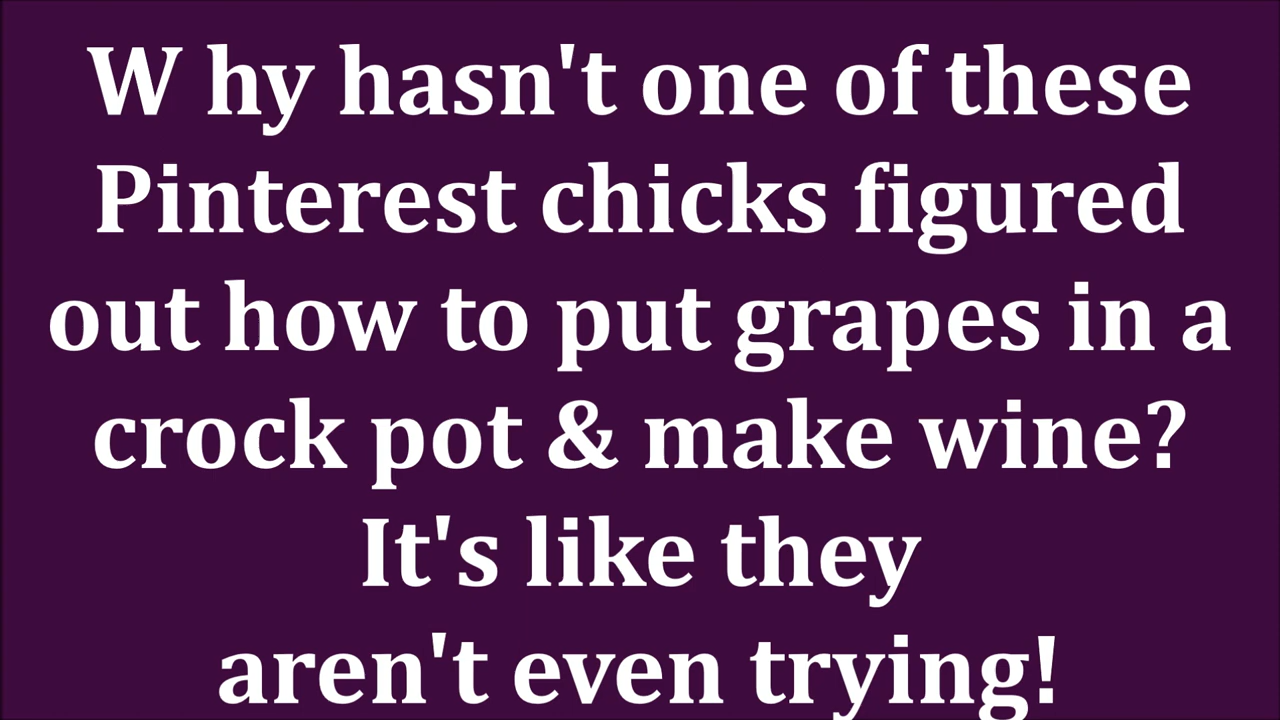 W hy hasn't one of these
Pinterest chicks figured
out how to put grapes in a
crock pot & make wine?
It's like they
aren't even trying!